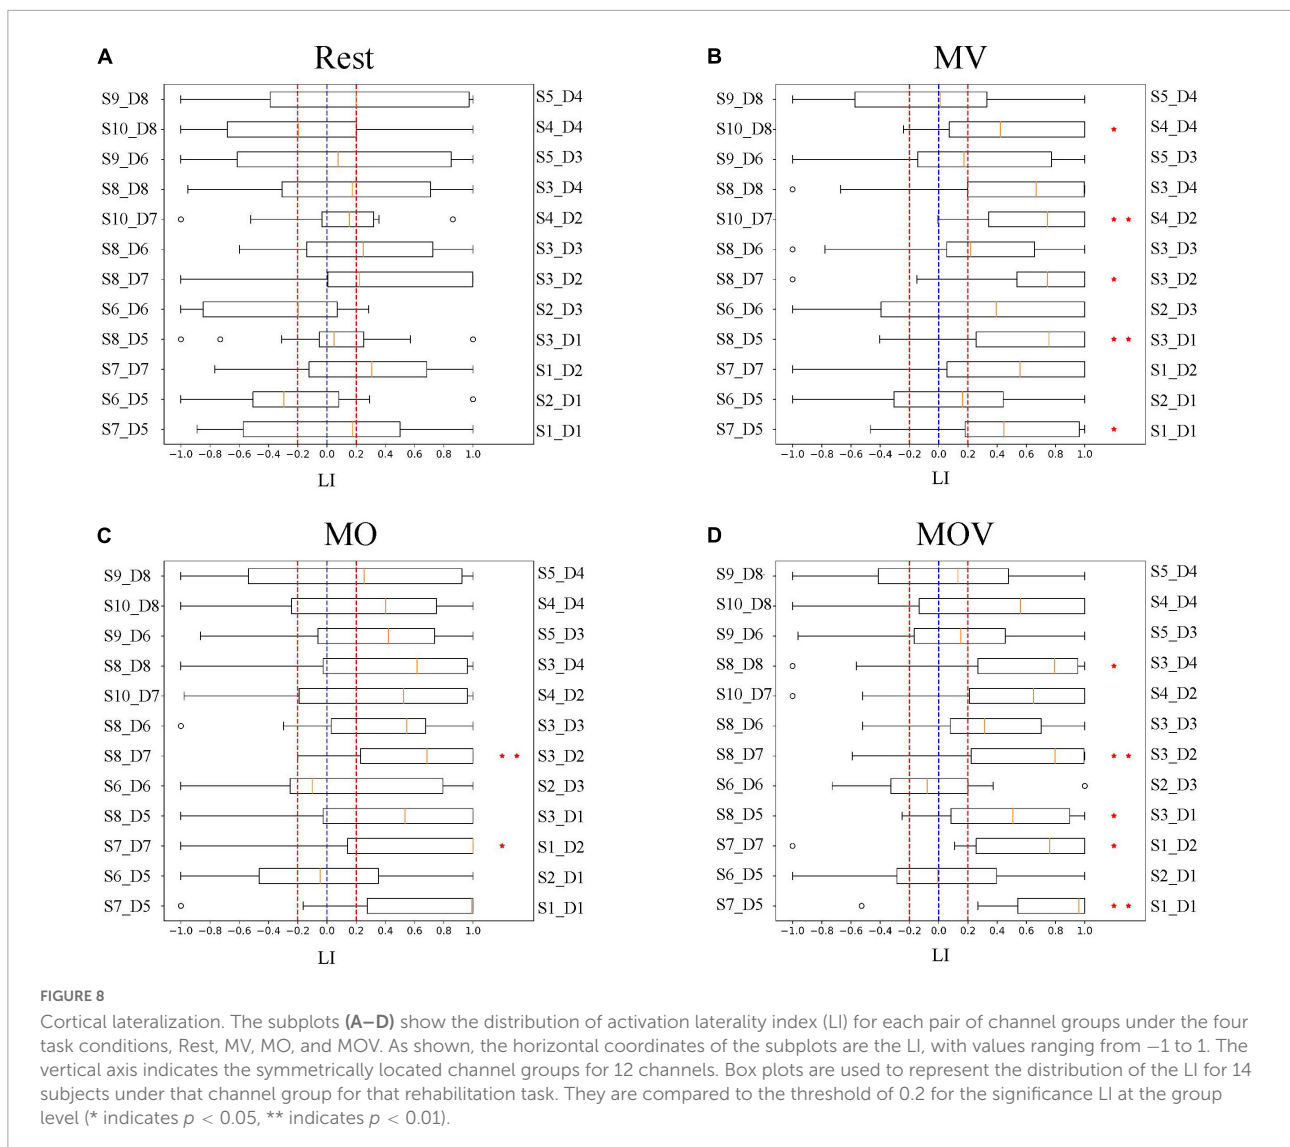 A Rest
S9_D8 S5_D4
S10_D8 S4_D4
S9_D6 S5_D3
S8_D8 S3_D4
S10_D7 S4_D2
S8_D6 S3_D3
S8_D7 S3_D2
S6_D6 S2_D3
S8_D5 S3_D1
S7_D7 S1_D2
S6_D5 S2_D1
S7_D5 S1_D1
−1.0 −0.8 −0.6 −0.4 −0.2 0.0 0.2 0.4 0.6 0.8 1.0
LI
B MV
S9_D8 S5_D4
S10_D8 S4_D4
S9_D6 S5_D3
S8_D8 S3_D4
S10_D7 S4_D2
S8_D6 S3_D3
S8_D7 S3_D2
S6_D6 S2_D3
S8_D5 S3_D1
S7_D7 S1_D2
S6_D5 S2_D1
S7_D5 S1_D1
−1.0 −0.8 −0.6 −0.4 −0.2 0.0 0.2 0.4 0.6 0.8 1.0
LI
C MO
S9_D8 S5_D4
S10_D8 S4_D4
S9_D6 S5_D3
S8_D8 S3_D4
S10_D7 S4_D2
S8_D6 S3_D3
S8_D7 S3_D2
S6_D6 S2_D3
S8_D5 S3_D1
S7_D7 S1_D2
S6_D5 S2_D1
S7_D5 S1_D1
−1.0 −0.8 −0.6 −0.4 −0.2 0.0 0.2 0.4 0.6 0.8 1.0
LI
D MOV
S9_D8 S5_D4
S10_D8 S4_D4
S9_D6 S5_D3
S8_D8 S3_D4
S10_D7 S4_D2
S8_D6 S3_D3
S8_D7 S3_D2
S6_D6 S2_D3
S8_D5 S3_D1
S7_D7 S1_D2
S6_D5 S2_D1
S7_D5 S1_D1
−1.0 −0.8 −0.6 −0.4 −0.2 0.0 0.2 0.4 0.6 0.8 1.0
LI
FIGURE 8
Cortical lateralization. The subplots (A–D) show the distribution of activation laterality index (LI) for each pair of channel groups under the four
task conditions, Rest, MV, MO, and MOV. As shown, the horizontal coordinates of the subplots are the LI, with values ranging from −1 to 1. The
vertical axis indicates the symmetrically located channel groups for 12 channels. Box plots are used to represent the distribution of the LI for 14
subjects under that channel group for that rehabilitation task. They are compared to the threshold of 0.2 for the significance LI at the group
level (* indicates p < 0.05, ** indicates p < 0.01).